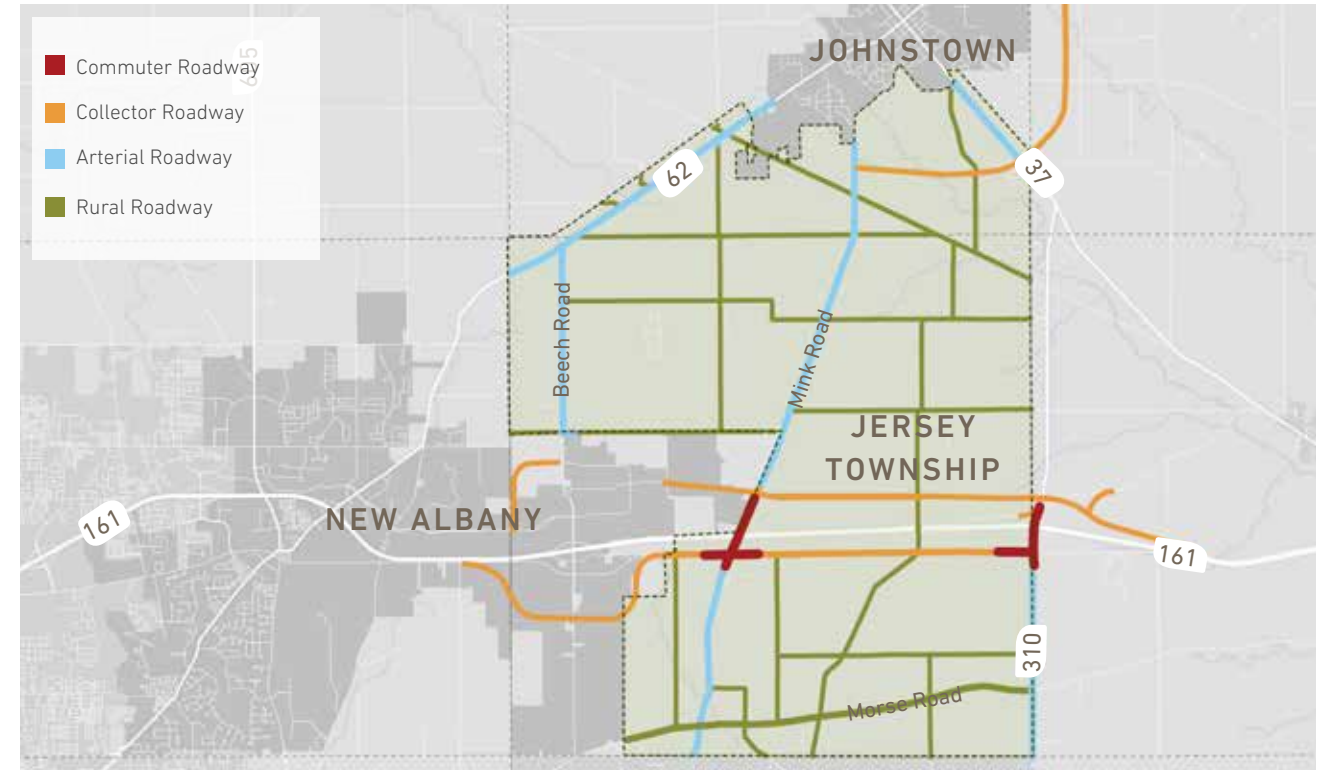 Commuter Roadway
Collector Roadway
Arterial Roadway
Rural Roadway
605
JOHNSTOWN
62
37
Beech Road
Mink Road
JERSEY
TOWNSHIP
NEW ALBANY
161
161
310
Morse Road